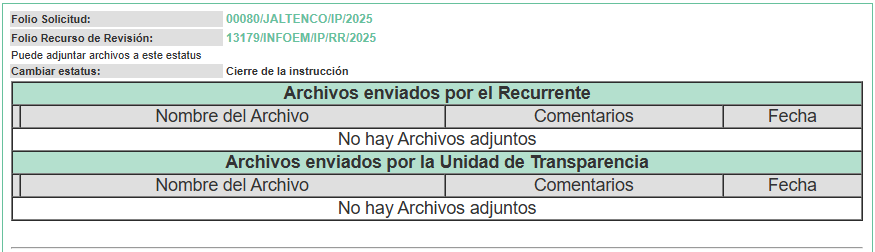 Folio Solicitud: 00080/JALTENCO/IP/2025
Folio Recurso de Revisión: 13179/INFOEM/IP/RR/2025
Puede adjuntar archivos a este estatus
Cambiar estatus: Cierre de la instrucción
Archivos enviados por el Recurrente
Nombre del Archivo Comentarios Fecha
No hay Archivos adjuntos
Archivos enviados por la Unidad de Transparencia
Nombre del Archivo Comentarios Fecha
No hay Archivos adjuntos